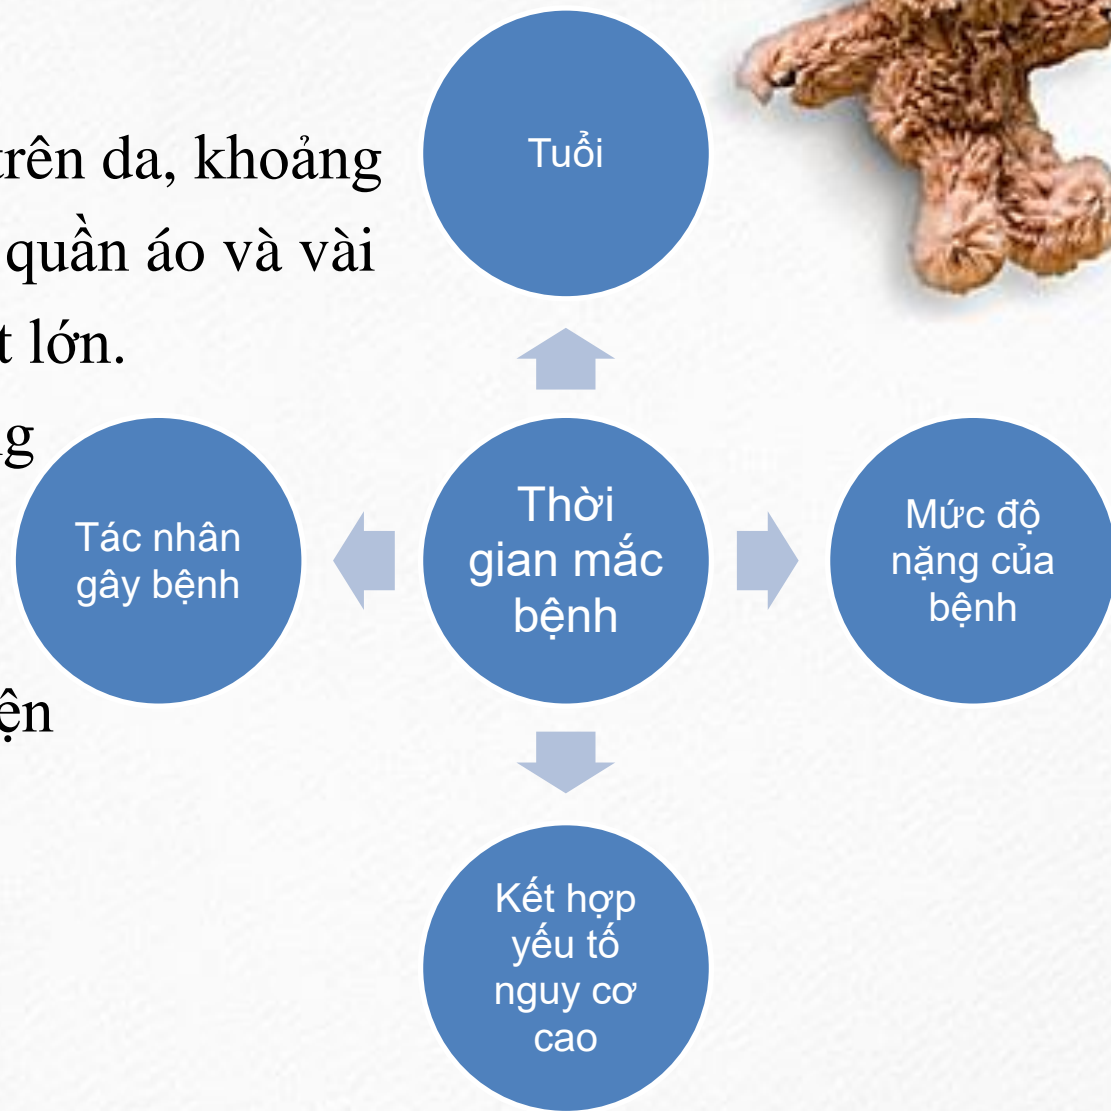 trên da, khoảng
quần áo và vài
t lớn.
g
ện
Tuổi
Tác nhân
gây bệnh
Thời
gian mắc
bệnh
Mức độ
nặng của
bệnh
Kết hợp
yếu tố
nguy cơ
cao